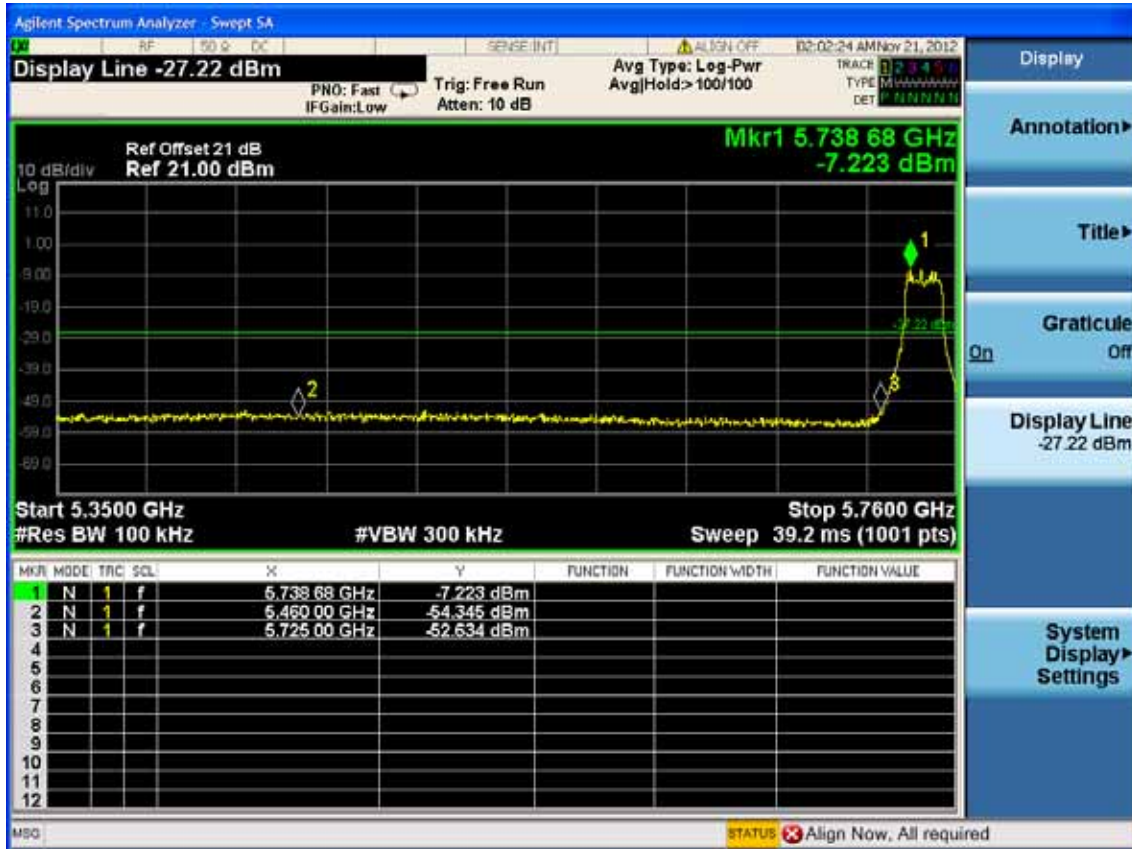 Agilent Spectrum Analyzer - Swept SA
RF 50 Ω DC SENSE:INT ALIGN OFF 02:02:24 AM Nov 21, 2012
Display Line -27.22 dBm
PNO: Fast
IFGain:Low
Trig: Free Run
Atten: 10 dB
Avg Type: Log-Pwr
Avg|Hold:>100/100
TRACE 1 2 3 4 5 6
TYPE M
DET P N N N N N
Ref Offset 21 dB
10 dB/div Ref 21.00 dBm
Log
Mkr1 5.738 68 GHz
-7.223 dBm
11.0
1.00
-9.00
-19.0
-29.0
-39.0
-49.0
-59.0
-69.0
1
-27.22 dBm
2
3
Start 5.3500 GHz Stop 5.7600 GHz
#Res BW 100 kHz #VBW 300 kHz Sweep 39.2 ms (1001 pts)
MKR MODE TRC SCL X Y FUNCTION FUNCTION WIDTH FUNCTION VALUE
1 N 1 f 5.738 68 GHz -7.223 dBm
2 N 1 f 5.460 00 GHz -54.345 dBm
3 N 1 f 5.725 00 GHz -52.634 dBm
4
5
6
7
8
9
10
11
12
MSG STATUS Align Now, All required
Display
Annotation
Title
Graticule
On Off
Display Line
-27.22 dBm
System
Display
Settings